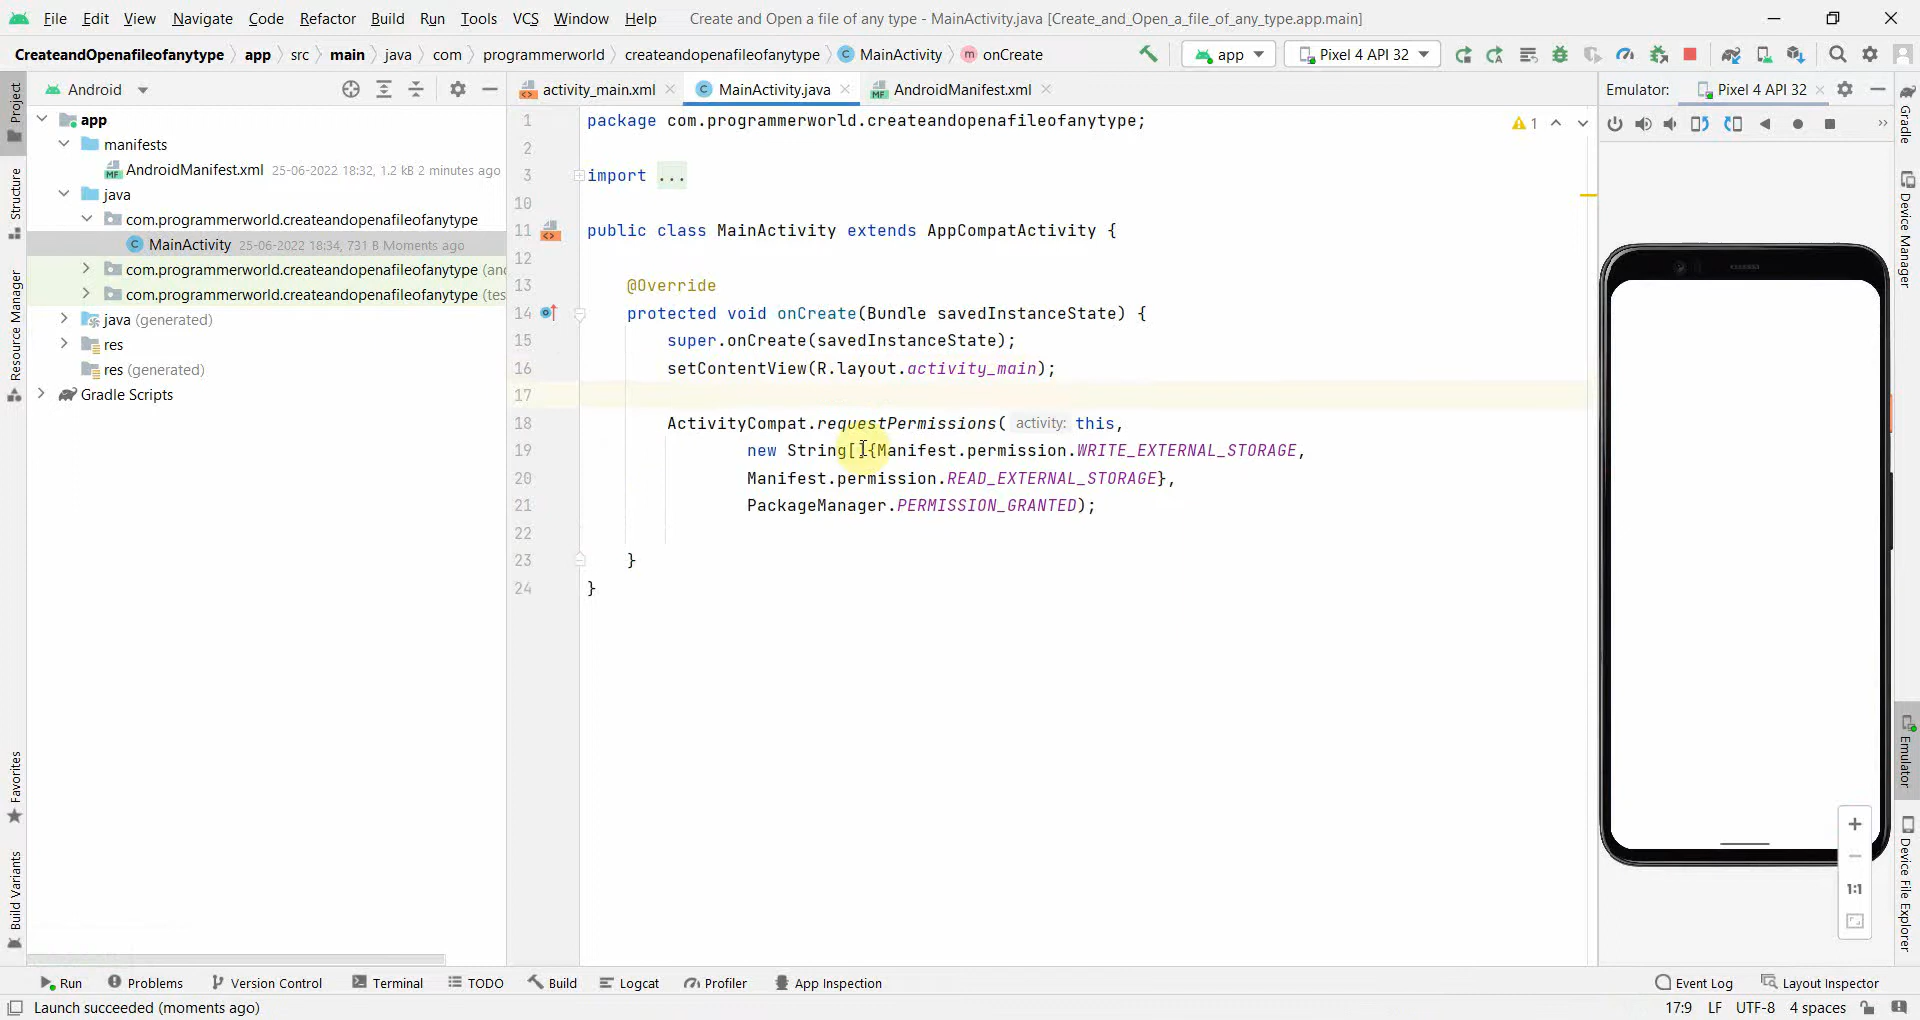 File Edit View Navigate Code Refactor Build Run Tools VCS Window Help Create and Open a file of any type - MainActivity.java [Create_and_Open_a_file_of_any_type.app.main]
CreateandOpenafileofanytype app src main java com programmerworld createandopenafileofanytype C MainActivity m onCreate app Pixel 4 API 32
Android
activity_main.xml MainActivity.java AndroidManifest.xml
Emulator: Pixel 4 API 32
Project
Structure
Resource Manager
Favorites
Build Variants
app
manifests
AndroidManifest.xml 25-06-2022 18:32, 1.2 kB 2 minutes ago
java
com.programmerworld.createandopenafileofanytype
MainActivity 25-06-2022 18:34, 731 B Moments ago
com.programmerworld.createandopenafileofanytype (and
com.programmerworld.createandopenafileofanytype (tes
java (generated)
res
res (generated)
Gradle Scripts
1 package com.programmerworld.createandopenafileofanytype;
2
3 import ...
10
11 public class MainActivity extends AppCompatActivity {
12
13 @Override
14 protected void onCreate(Bundle savedInstanceState) {
15 super.onCreate(savedInstanceState);
16 setContentView(R.layout.activity_main);
17
18 ActivityCompat.requestPermissions( activity: this,
19 new String[]{Manifest.permission.WRITE_EXTERNAL_STORAGE,
20 Manifest.permission.READ_EXTERNAL_STORAGE},
21 PackageManager.PERMISSION_GRANTED);
22
23 }
24 }
1
1:1
Gradle
Device Manager
Emulator
Device File Explorer
Run Problems Version Control Terminal TODO Build Logcat Profiler App Inspection Event Log Layout Inspector
Launch succeeded (moments ago) 17:9 LF UTF-8 4 spaces